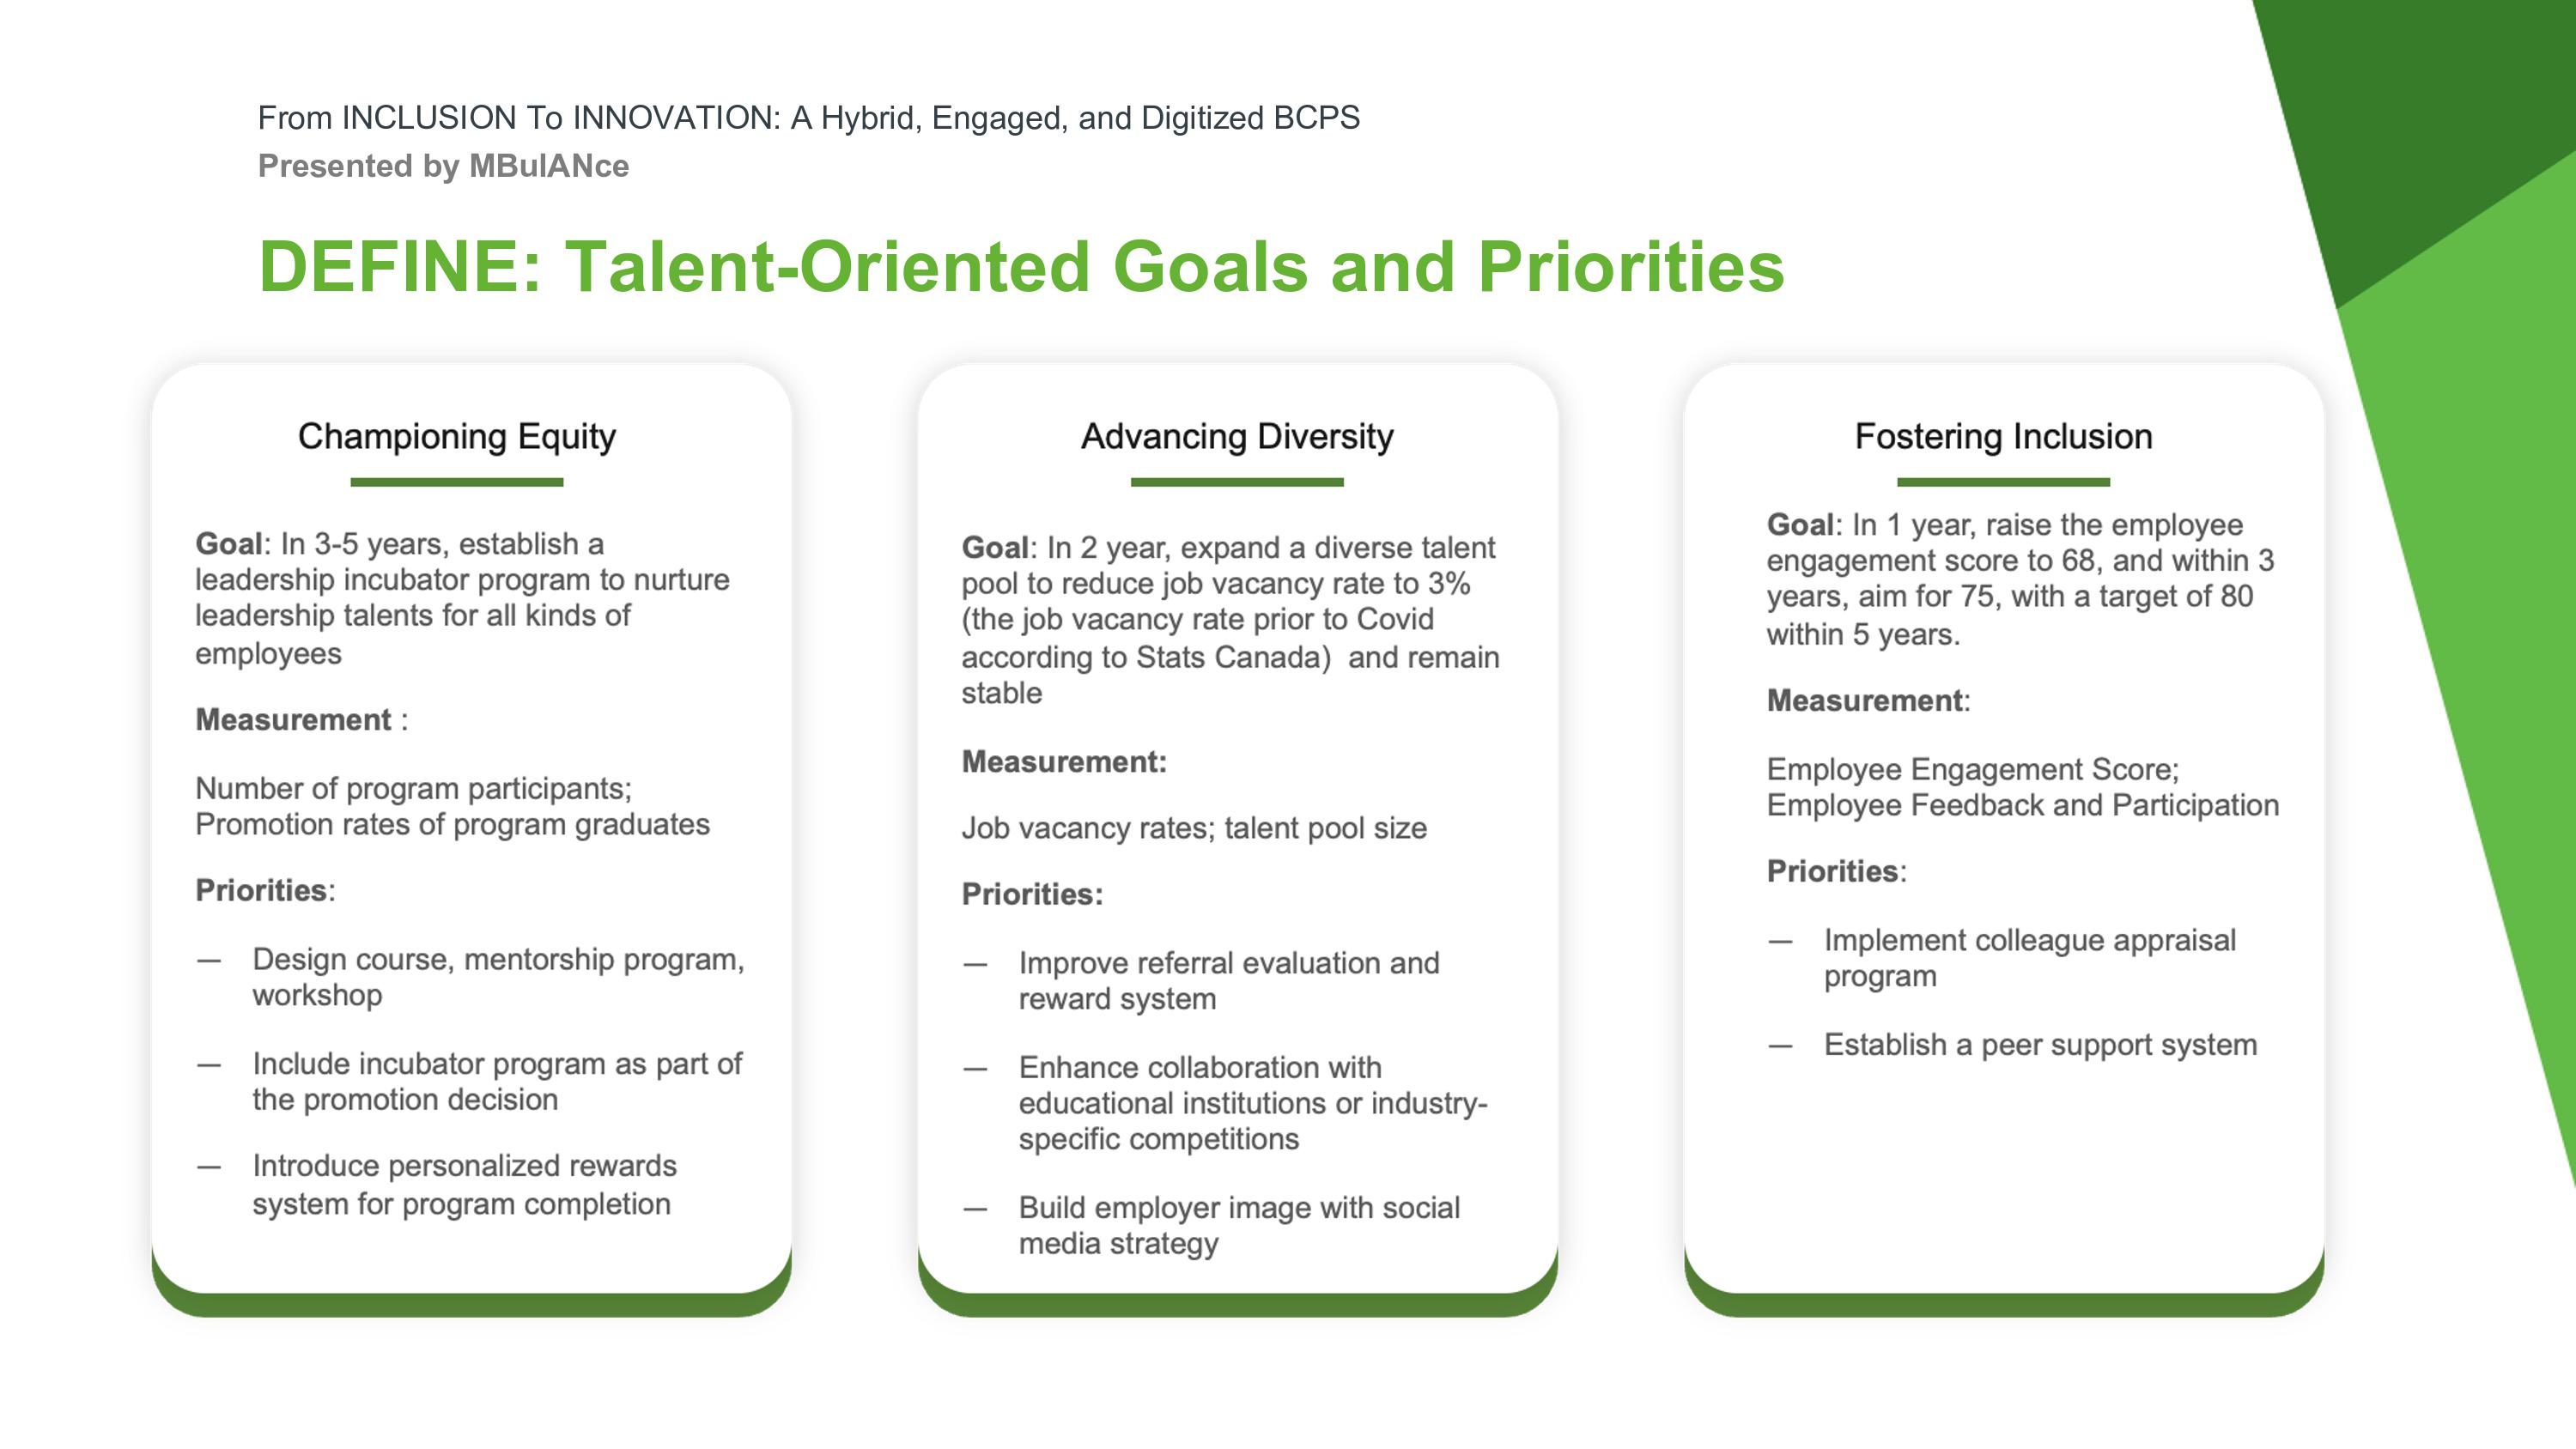 From INCLUSION To INNOVATION: A Hybrid, Engaged, and Digitized BCPS
Presented by MBulANce
DEFINE: Talent-Oriented Goals and Priorities
Championing Equity
Goal: In 3-5 years, establish a
leadership incubator program to nurture
leadership talents for all kinds of
employees
Measurement :
Number of program participants;
Promotion rates of program graduates
Priorities:
— Design course, mentorship program,
workshop
— Include incubator program as part of
the promotion decision
— Introduce personalized rewards
system for program completion
Advancing Diversity
Goal: In 2 year, expand a diverse talent
pool to reduce job vacancy rate to 3%
(the job vacancy rate prior to Covid
according to Stats Canada)  and remain
stable
Measurement:
Job vacancy rates; talent pool size
Priorities:
— Improve referral evaluation and
reward system
— Enhance collaboration with
educational institutions or industry-
specific competitions
— Build employer image with social
media strategy
Fostering Inclusion
Goal: In 1 year, raise the employee
engagement score to 68, and within 3
years, aim for 75, with a target of 80
within 5 years.
Measurement:
Employee Engagement Score;
Employee Feedback and Participation
Priorities:
— Implement colleague appraisal
program
— Establish a peer support system